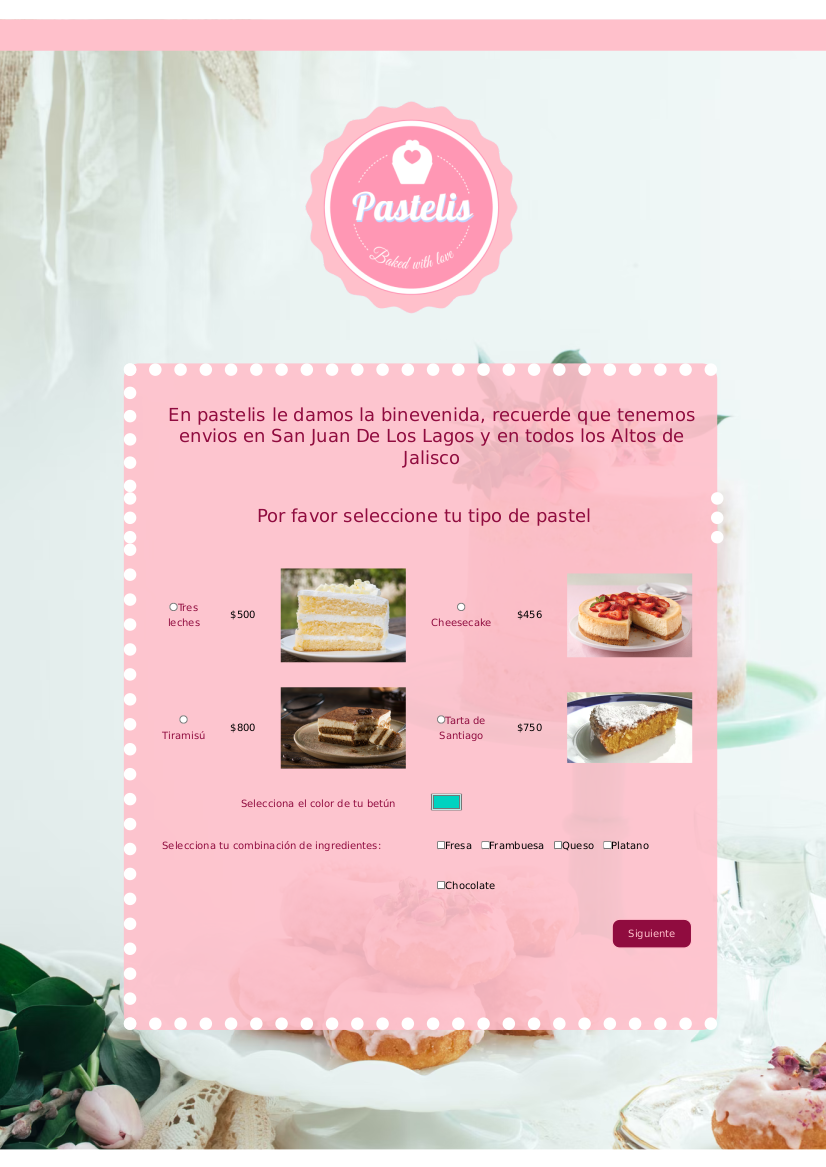 Pastelis
Baked with love
En pastelis le damos la binevenida, recuerde que tenemos
envios en San Juan De Los Lagos y en todos los Altos de
Jalisco
Por favor seleccione tu tipo de pastel
Tres
leches
$500
Cheesecake
$456
Tiramisú
$800
Tarta de
Santiago
$750
Selecciona el color de tu betún
Selecciona tu combinación de ingredientes:
Fresa Frambuesa Queso Platano
Chocolate
Siguiente